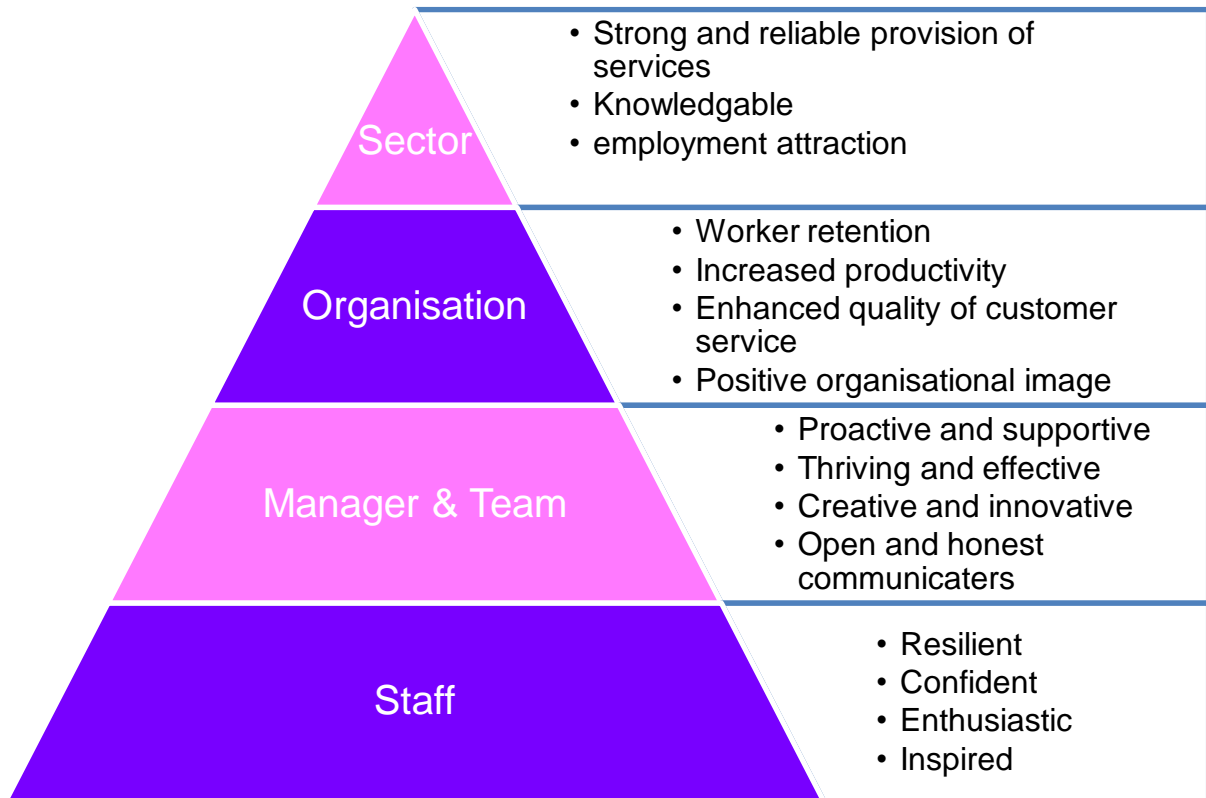 Sector
• Strong and reliable provision of
services
• Knowledgable
• employment attraction
Organisation
• Worker retention
• Increased productivity
• Enhanced quality of customer
service
• Positive organisational image
Manager & Team
• Proactive and supportive
• Thriving and effective
• Creative and innovative
• Open and honest
communicaters
Staff
• Resilient
• Confident
• Enthusiastic
• Inspired